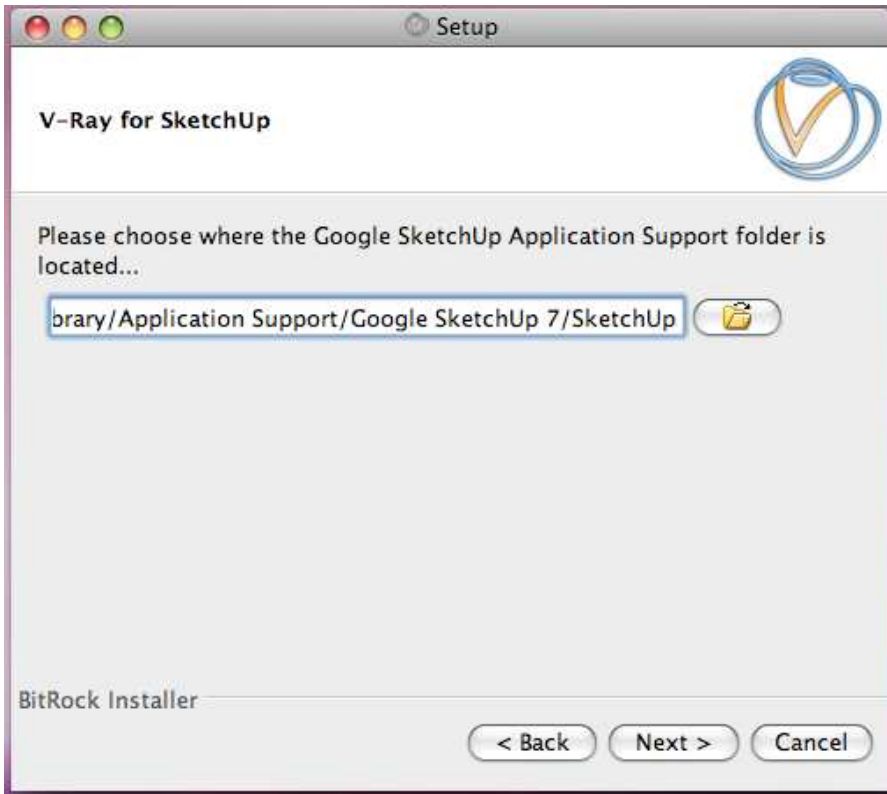 Setup
V-Ray for SketchUp
Please choose where the Google SketchUp Application Support folder is
located...
brary/Application Support/Google SketchUp 7/SketchUp
BitRock Installer
< Back Next > Cancel